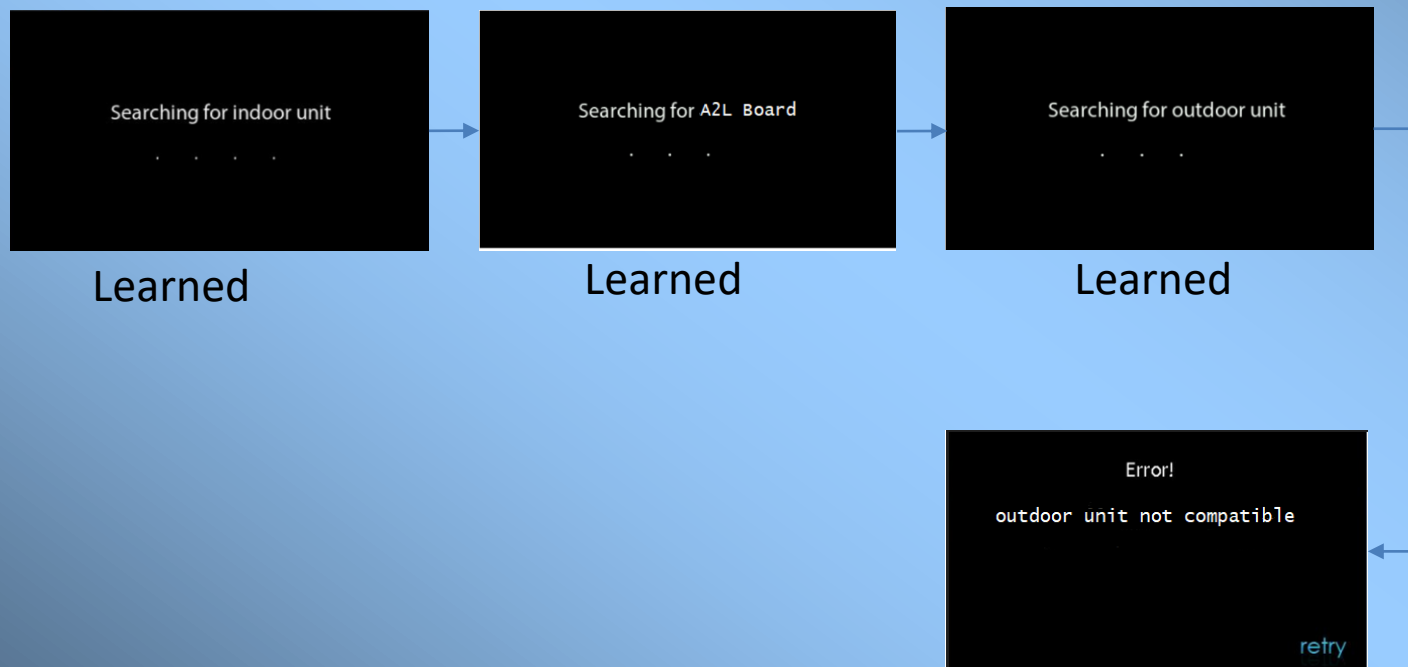 Searching for indoor unit
. . . .
Learned
Searching for A2L Board
. . .
Learned
Searching for outdoor unit
. . .
Learned
Error!
outdoor unit not compatible
retry